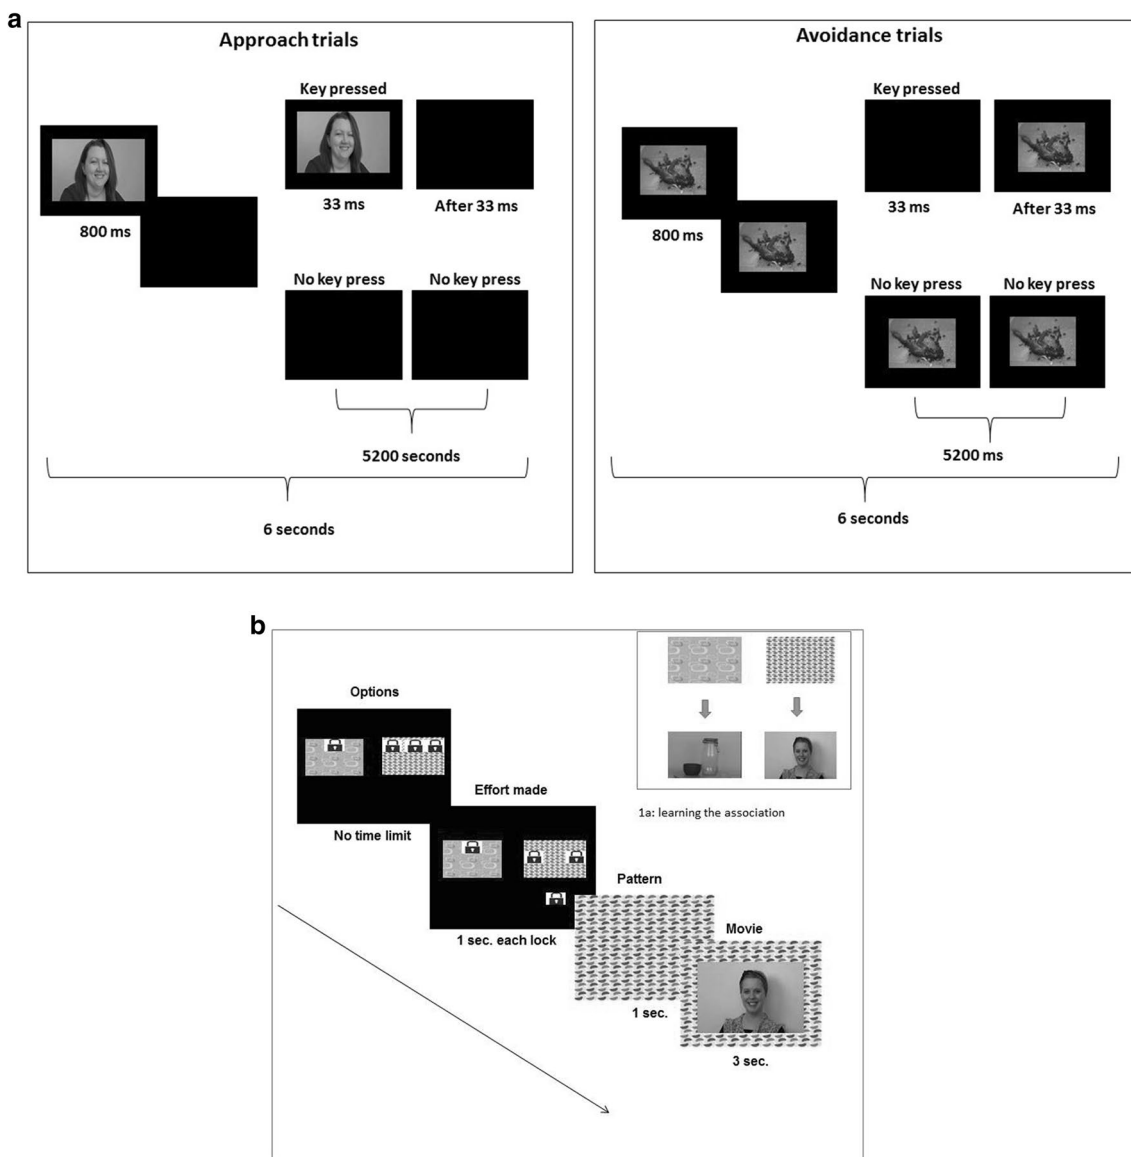 a
Approach trials
Key pressed
800 ms
33 ms
After 33 ms
No key press
No key press
5200 seconds
6 seconds
Avoidance trials
Key pressed
800 ms
33 ms
After 33 ms
No key press
No key press
5200 ms
6 seconds
b
Options
No time limit
Effort made
1 sec. each lock
Pattern
1 sec.
Movie
3 sec.
1a: learning the association